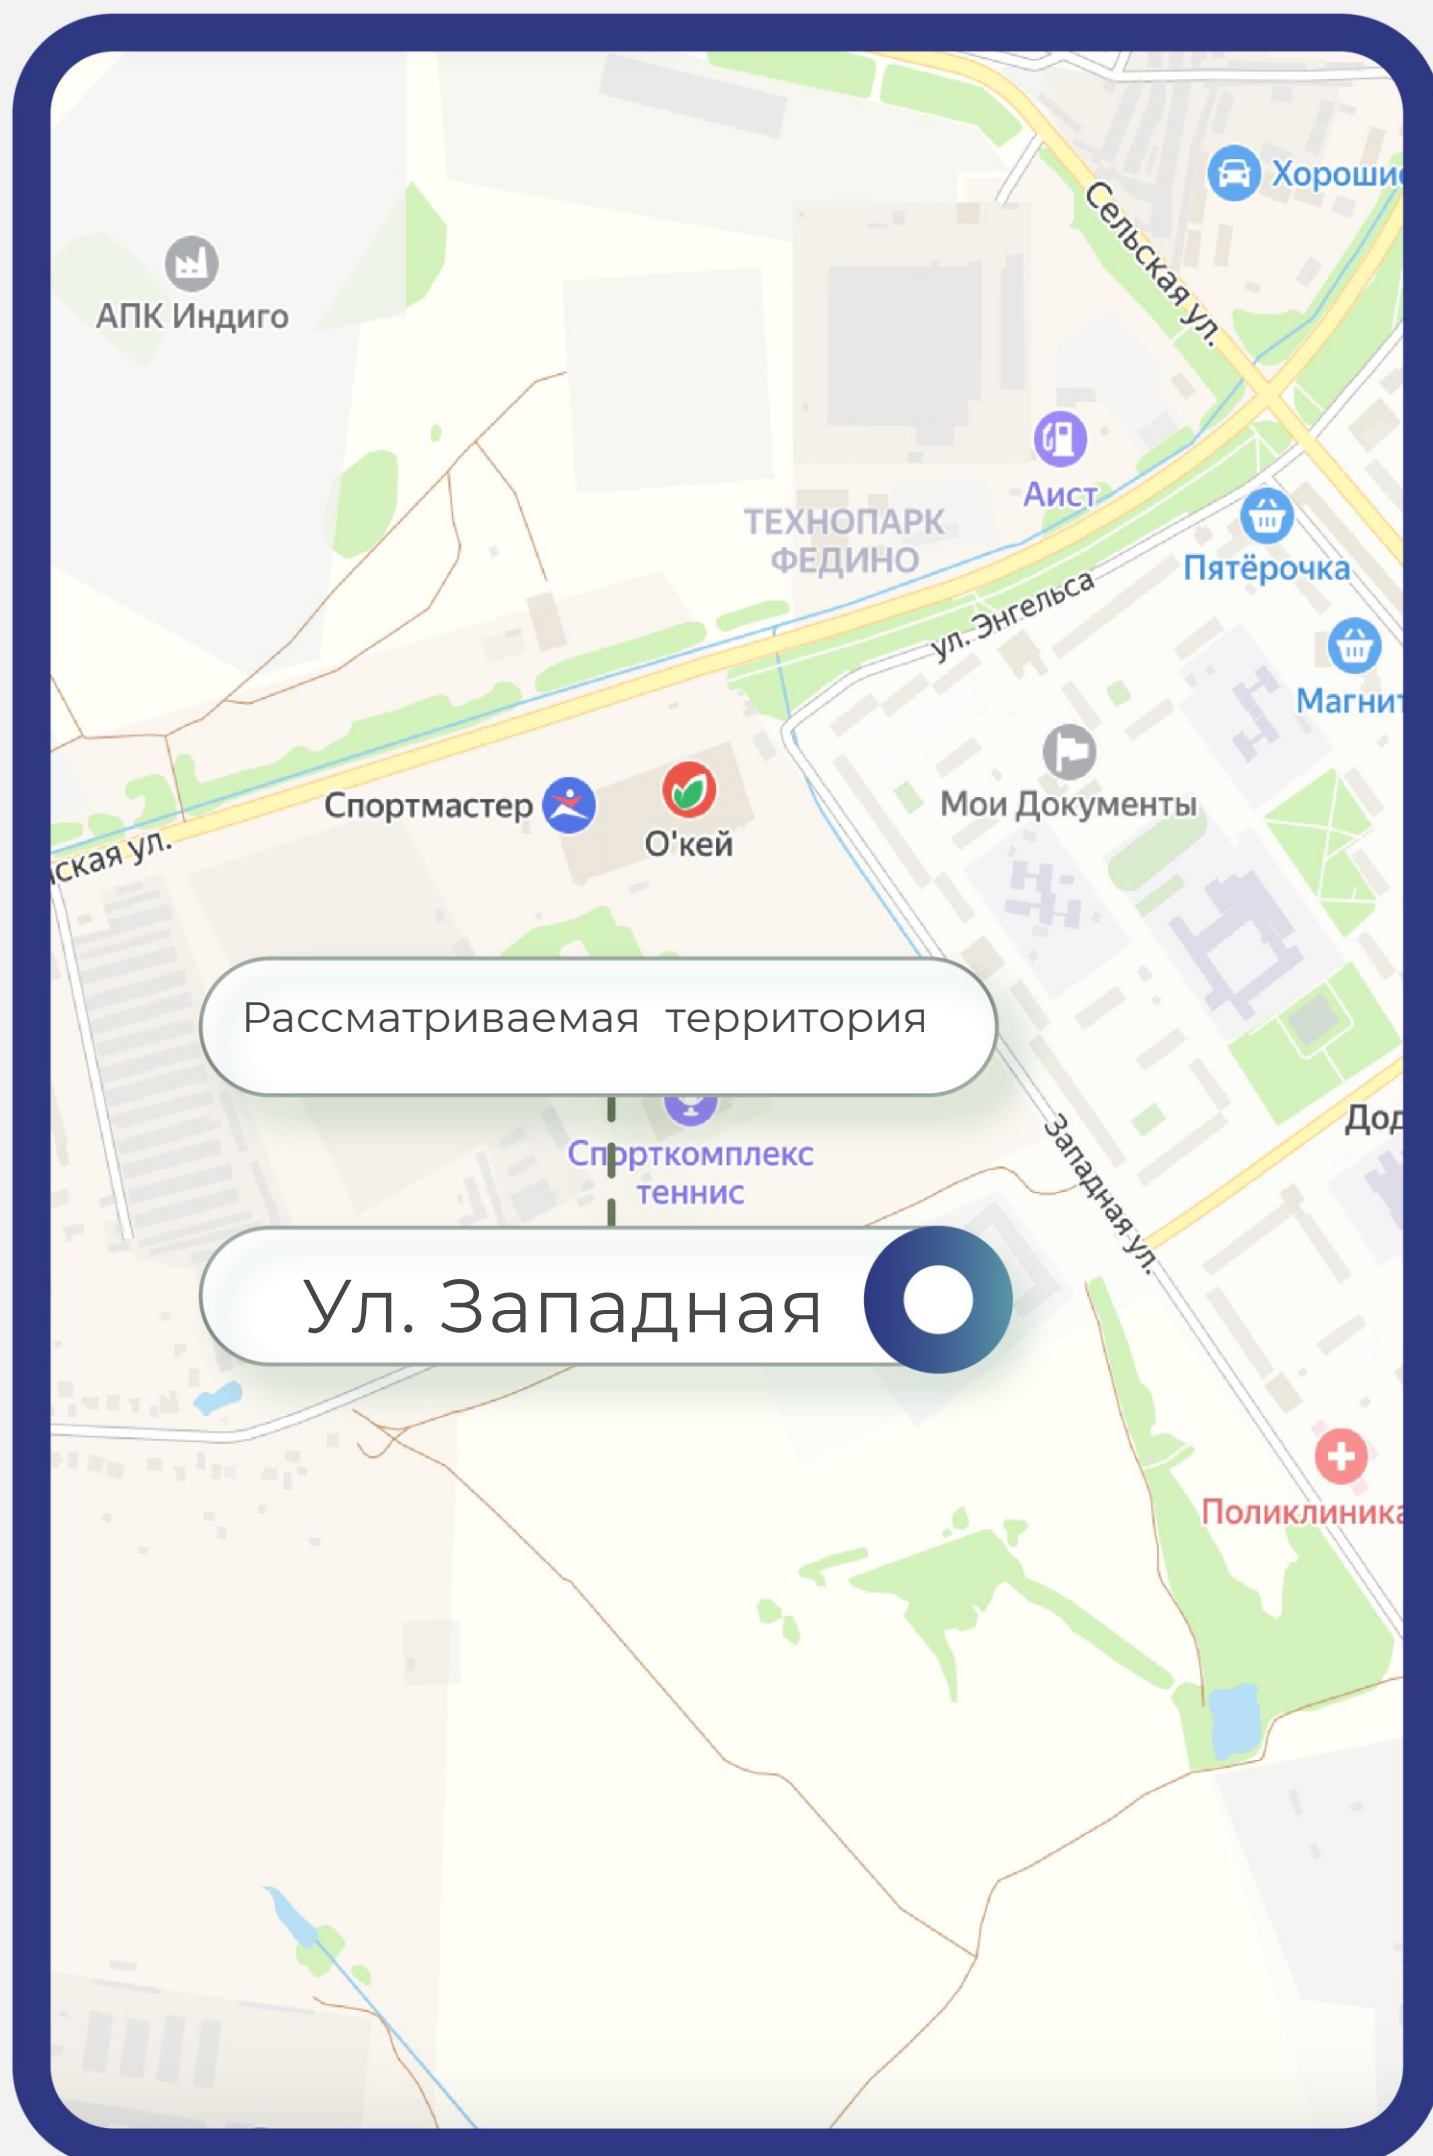 Хороши
Сельская ул.
АПК Индиго
Аист
ТЕХНОПАРК
ФЕДИНО
Пятёрочка
ул. Энгельса
Магнит
Мои Документы
Спортмастер
О'кей
ская ул.
Рассматриваемая территория
Дод
Западная ул.
Спорткомплекс
теннис
Ул. Западная
Поликлиника